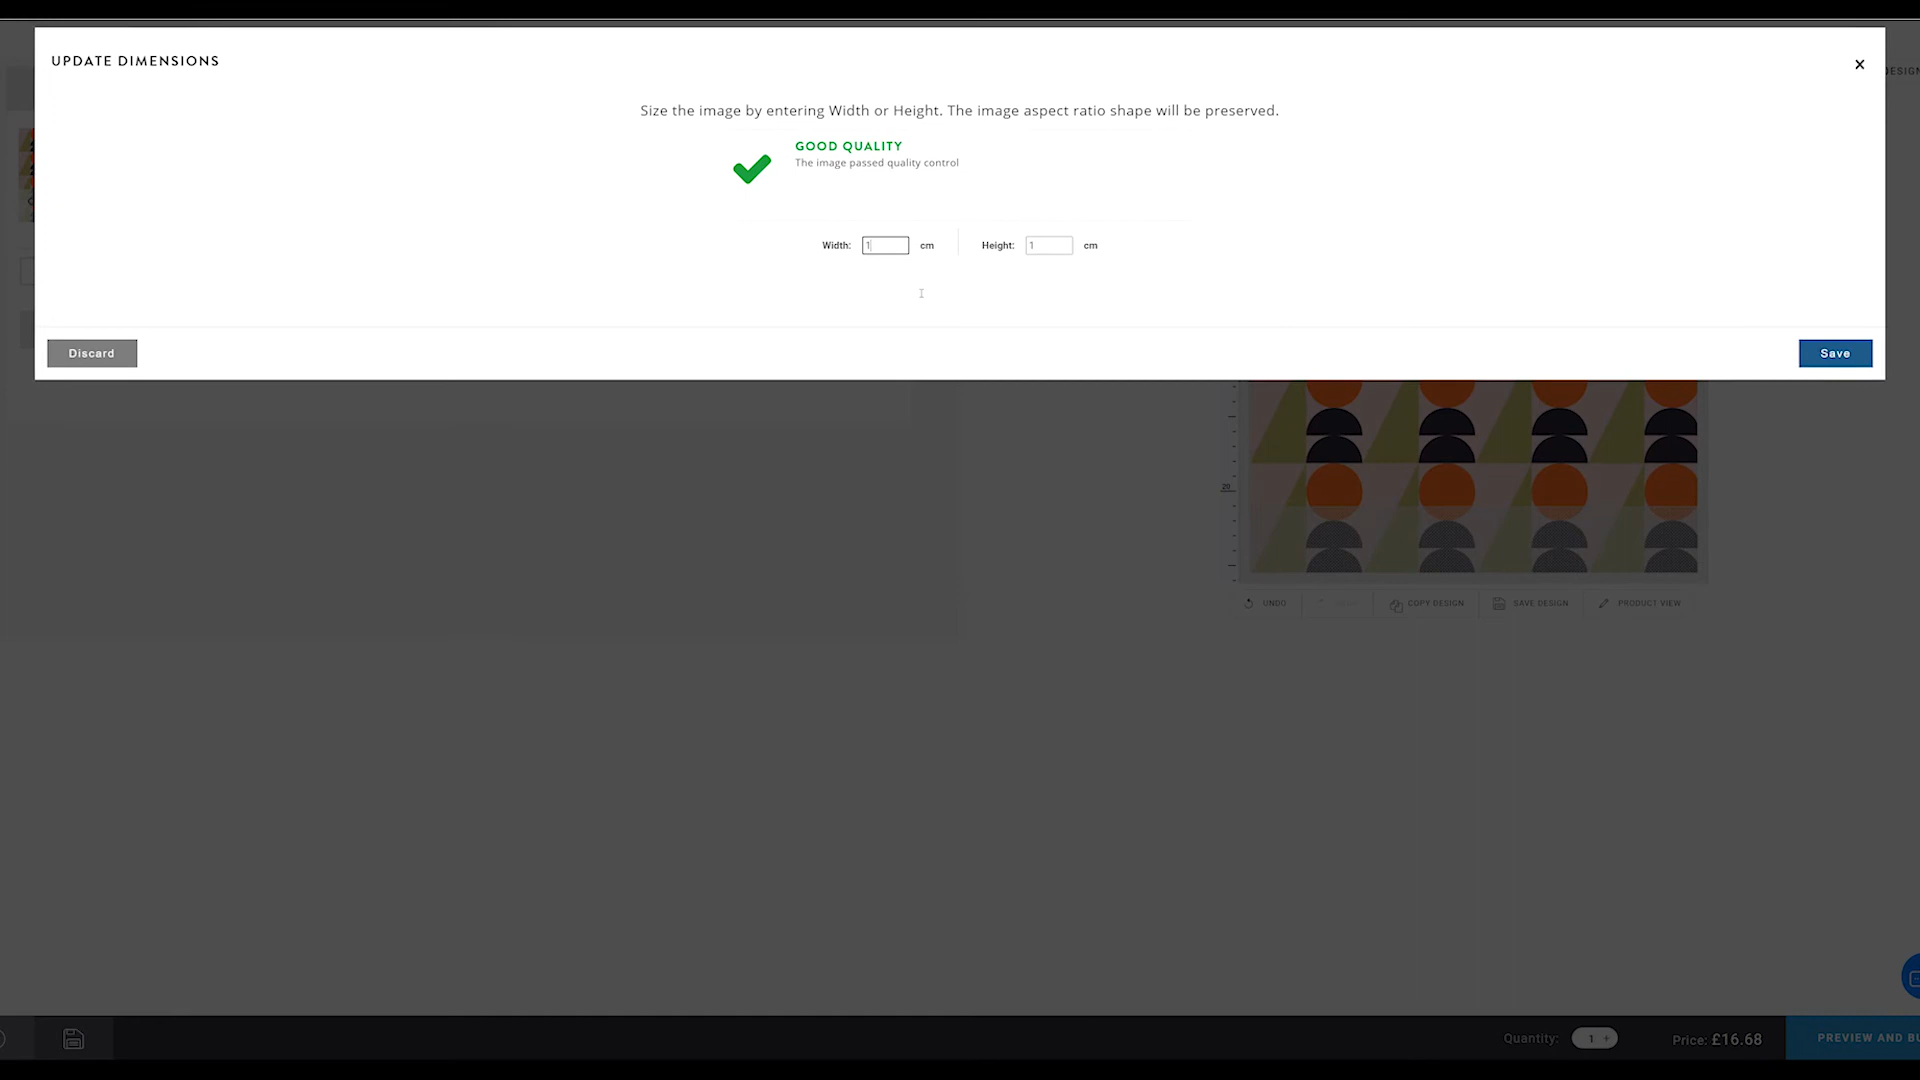 UPDATE DIMENSIONS
Size the image by entering Width or Height. The image aspect ratio shape will be preserved.
GOOD QUALITY
The image passed quality control
Width: 1 cm
Height: 1 cm
Discard
Save
20
UNDO
COPY DESIGN
SAVE DESIGN
PRODUCT VIEW
Quantity: 1 +
Price: £16.68
PREVIEW AND BU